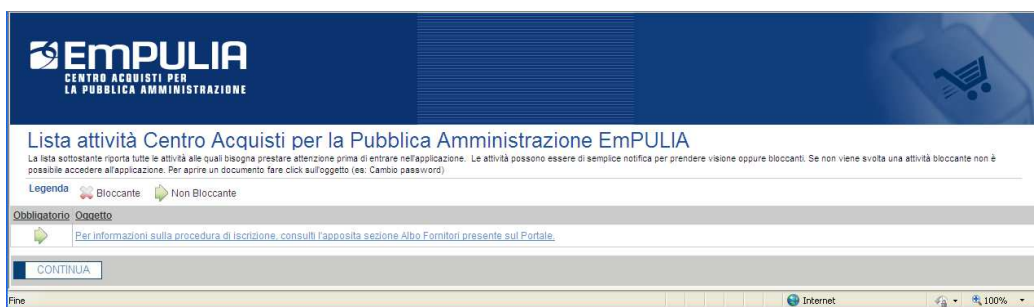 EmPULIA
CENTRO ACQUISTI PER
LA PUBBLICA AMMINISTRAZIONE
Lista attività Centro Acquisti per la Pubblica Amministrazione EmPULIA
La lista sottostante riporta tutte le attività alle quali bisogna prestare attenzione prima di entrare nell'applicazione. Le attività possono essere di semplice notifica per prendere visione oppure bloccanti. Se non viene svolta una attività bloccante non è
possibile accedere all'applicazione. Per aprire un documento fare click sull'oggetto (es: Cambio password)
Legenda Bloccante Non Bloccante
Obbligatorio Oggetto
Per informazioni sulla procedura di iscrizione, consulti l'apposita sezione Albo Fornitori presente sul Portale.
CONTINUA
Fine Internet 100%